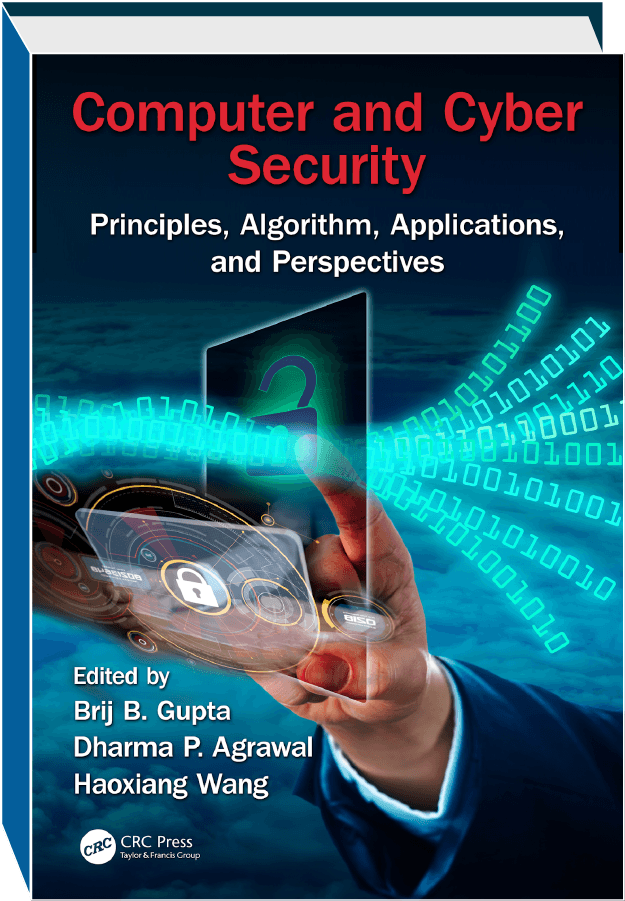 Computer and Cyber
Security
Principles, Algorithm, Applications,
and Perspectives
Edited by
Brij B. Gupta
Dharma P. Agrawal
Haoxiang Wang
CRC
CRC Press
Taylor & Francis Group